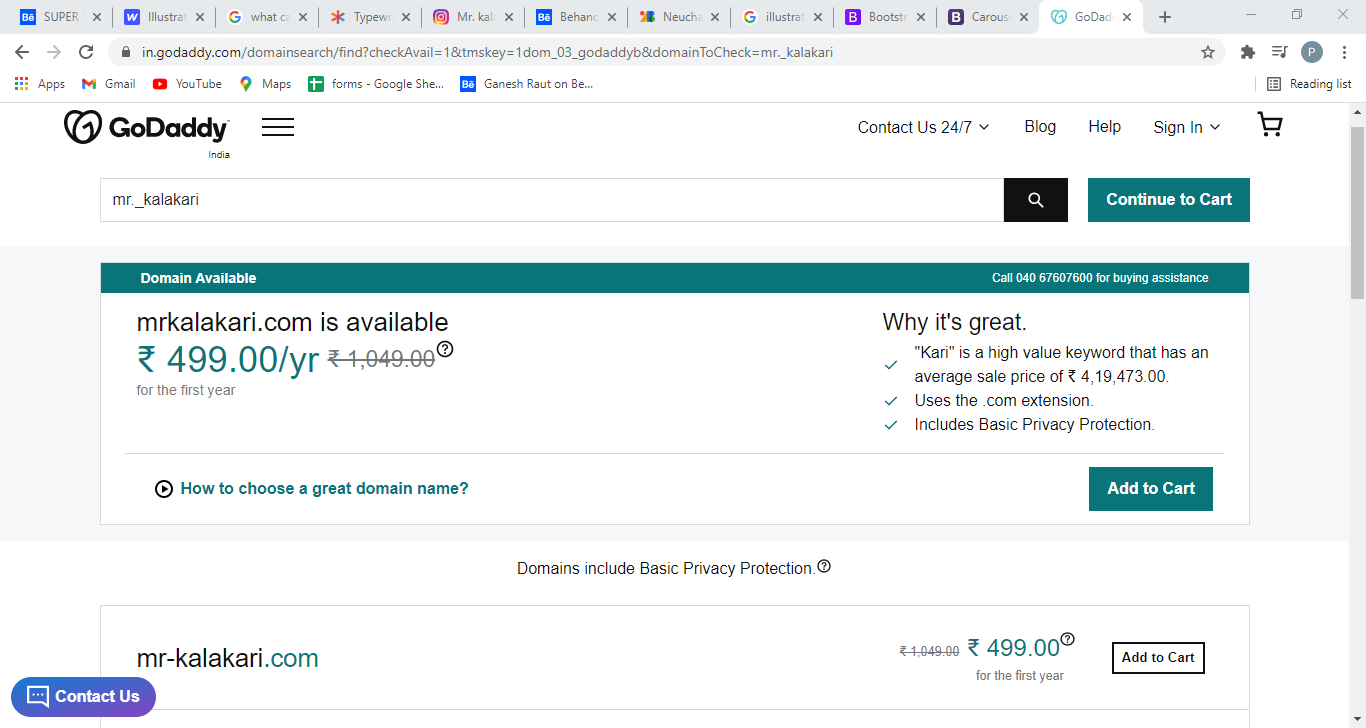 SUPER
Illustrat
what ca
Typewr
Mr. kala
Behanc
Neucha
illustrat
Bootstr
Carous
GoDad
in.godaddy.com/domainsearch/find?checkAvail=1&tmskey=1dom_03_godaddyb&domainToCheck=mr._kalakari
P
Apps
Gmail
YouTube
Maps
forms - Google She...
Bē Ganesh Raut on Be...
Reading list
GoDaddy
India
Contact Us 24/7
Blog
Help
Sign In
mr._kalakari
Continue to Cart
Domain Available
Call 040 67607600 for buying assistance
mrkalakari.com is available
₹ 499.00/yr ₹ 1,049.00
for the first year
Why it's great.
"Kari" is a high value keyword that has an
average sale price of ₹ 4,19,473.00.
Uses the .com extension.
Includes Basic Privacy Protection.
How to choose a great domain name?
Add to Cart
Domains include Basic Privacy Protection.
mr-kalakari.com
₹ 1,049.00 ₹ 499.00
for the first year
Add to Cart
Contact Us